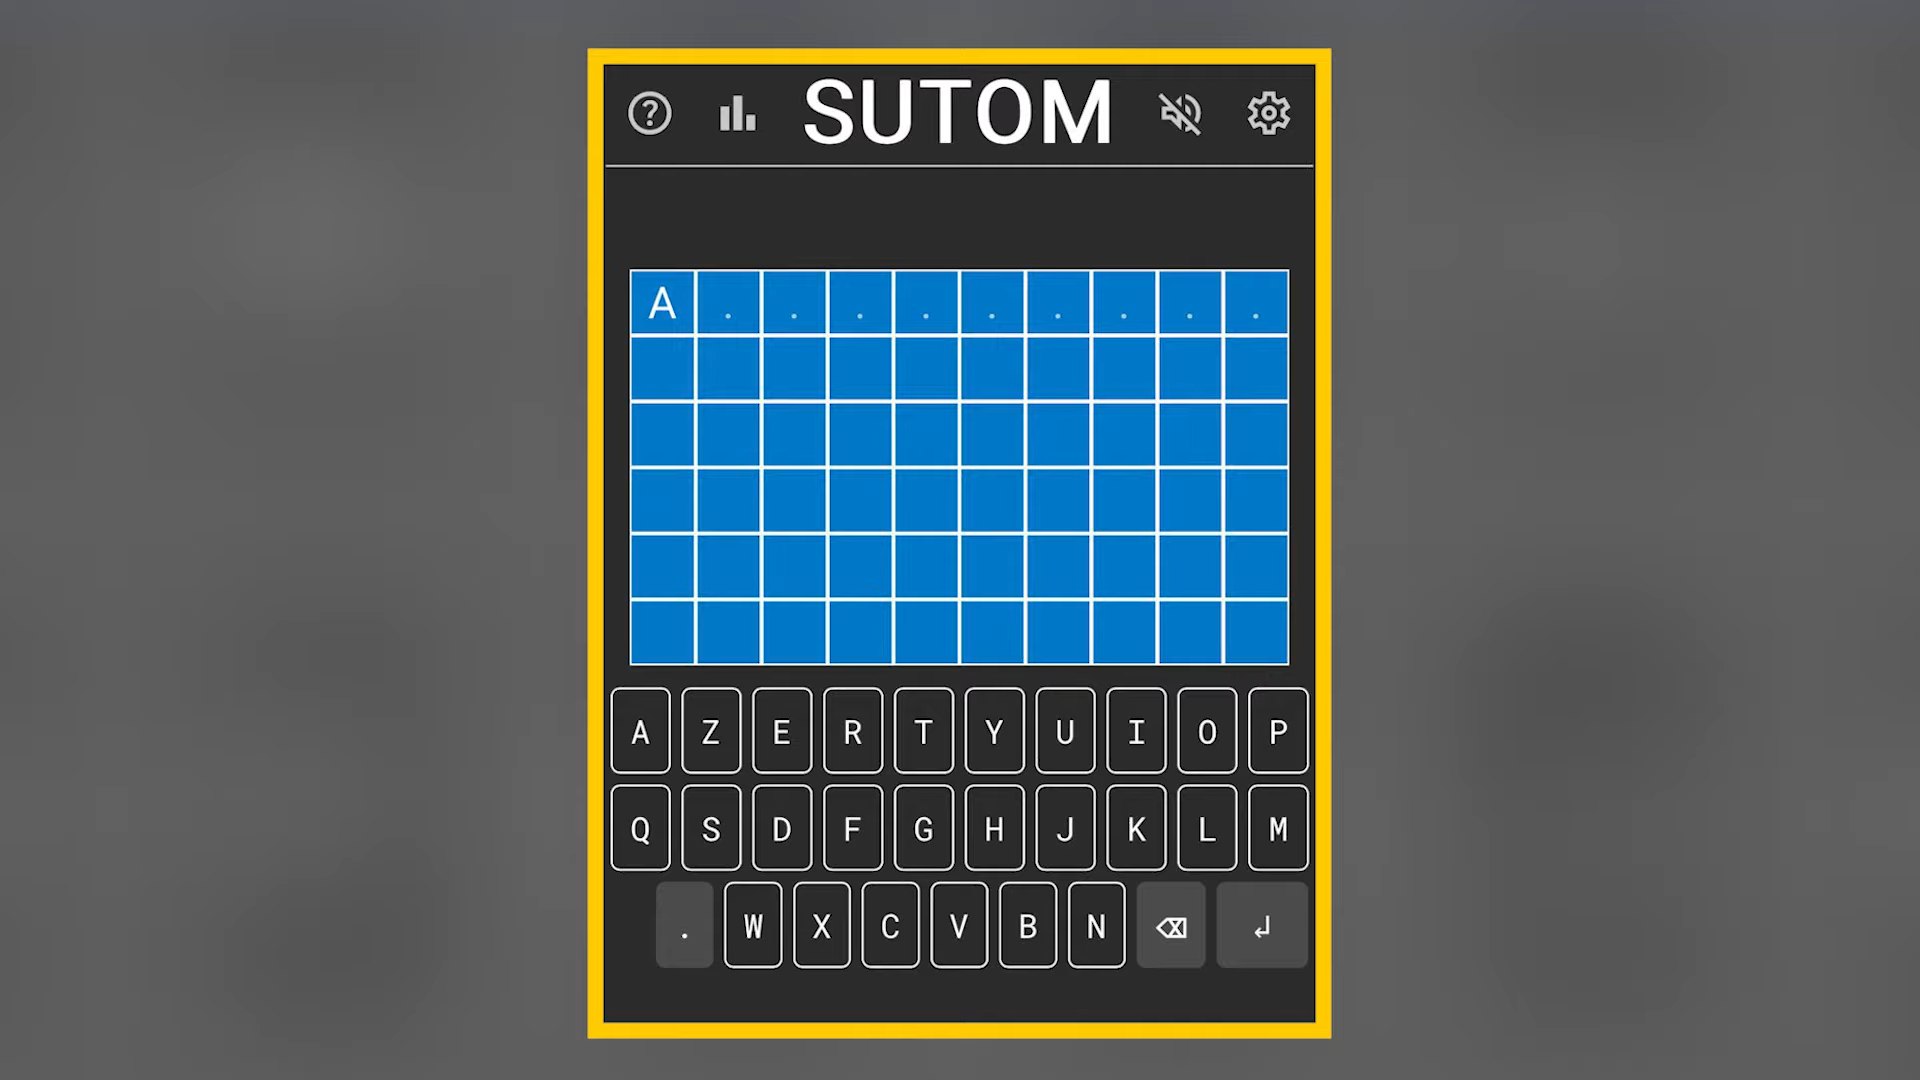 SUTOM
A . . . . . . . . .
A Z E R T Y U I O P
Q S D F G H J K L M
. W X C V B N